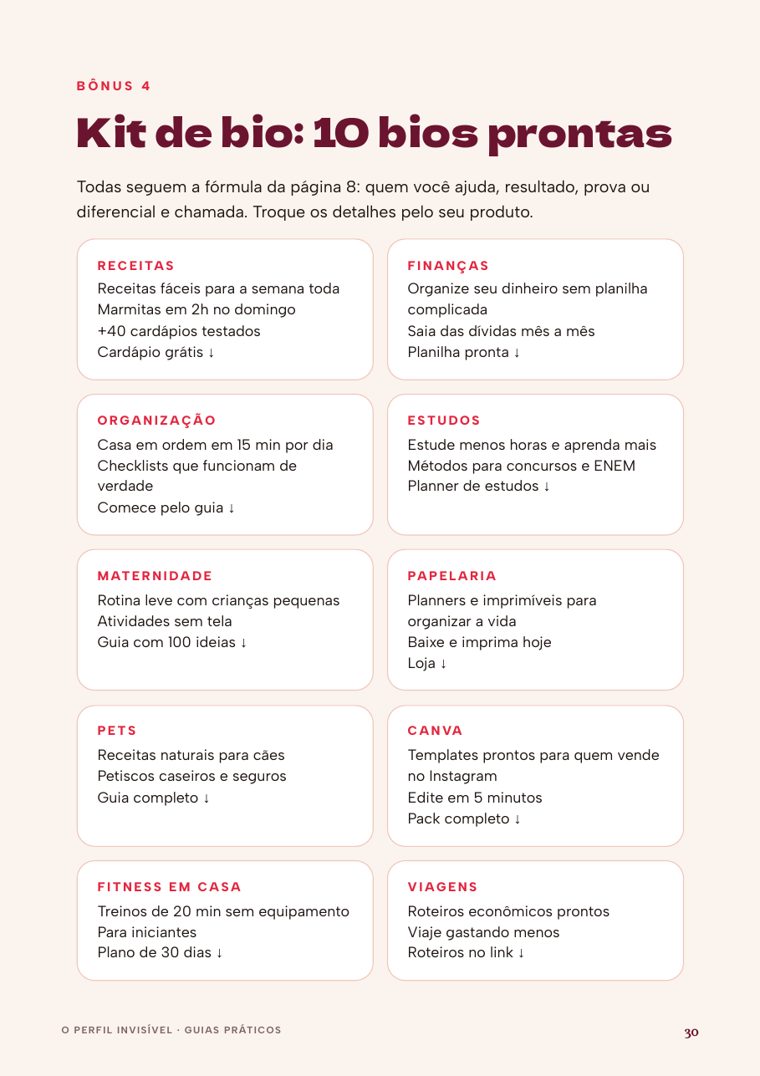 BÔNUS 4
Kit de bio: 10 bios prontas
Todas seguem a fórmula da página 8: quem você ajuda, resultado, prova ou
diferencial e chamada. Troque os detalhes pelo seu produto.
RECEITAS
Receitas fáceis para a semana toda
Marmitas em 2h no domingo
+40 cardápios testados
Cardápio grátis ↓
FINANÇAS
Organize seu dinheiro sem planilha
complicada
Saia das dívidas mês a mês
Planilha pronta ↓
ORGANIZAÇÃO
Casa em ordem em 15 min por dia
Checklists que funcionam de
verdade
Comece pelo guia ↓
ESTUDOS
Estude menos horas e aprenda mais
Métodos para concursos e ENEM
Planner de estudos ↓
MATERNIDADE
Rotina leve com crianças pequenas
Atividades sem tela
Guia com 100 ideias ↓
PAPELARIA
Planners e imprimíveis para
organizar a vida
Baixe e imprima hoje
Loja ↓
PETS
Receitas naturais para cães
Petiscos caseiros e seguros
Guia completo ↓
CANVA
Templates prontos para quem vende
no Instagram
Edite em 5 minutos
Pack completo ↓
FITNESS EM CASA
Treinos de 20 min sem equipamento
Para iniciantes
Plano de 30 dias ↓
VIAGENS
Roteiros econômicos prontos
Viaje gastando menos
Roteiros no link ↓
O PERFIL INVISÍVEL · GUIAS PRÁTICOS
30